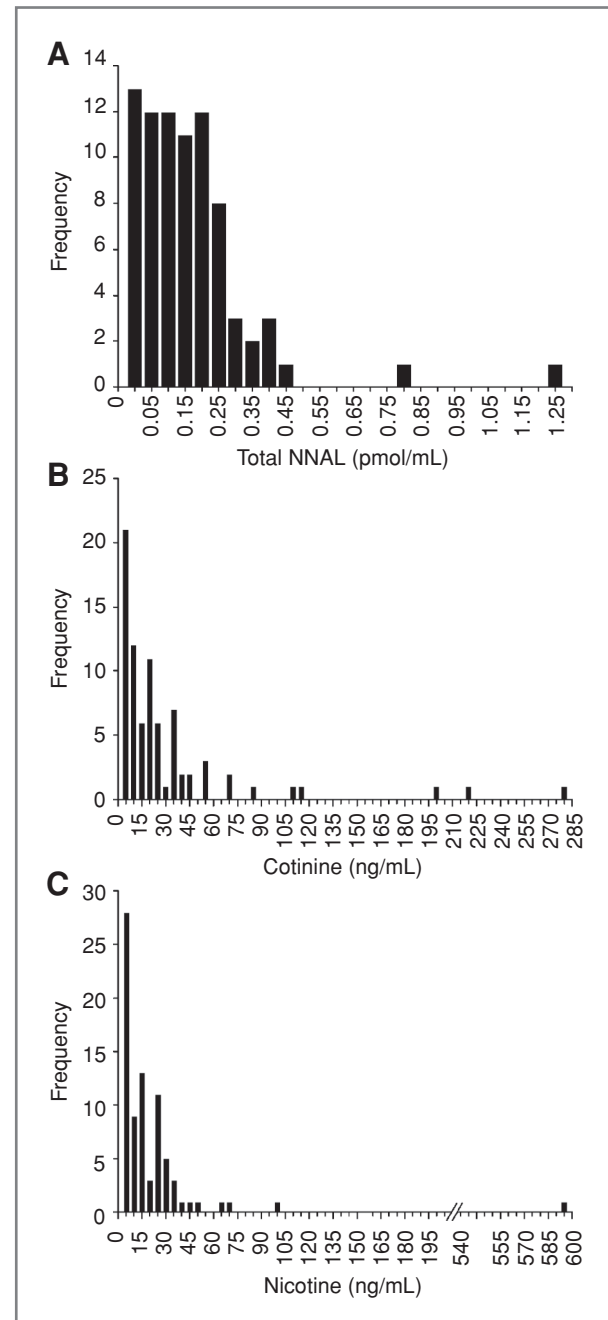 A
14
12
10
8
6
4
2
0
Frequency
0 0.05 0.15 0.25 0.35 0.45 0.55 0.65 0.75 0.85 0.95 1.05 1.15 1.25
Total NNAL (pmol/mL)
B
25
20
15
10
5
0
Frequency
0 15 30 45 60 75 90 105 120 135 150 165 180 195 210 225 240 255 270 285
Cotinine (ng/mL)
C
30
25
20
15
10
5
0
Frequency
0 15 30 45 60 75 90 105 120 135 150 165 180 195 540 555 570 585 600
Nicotine (ng/mL)